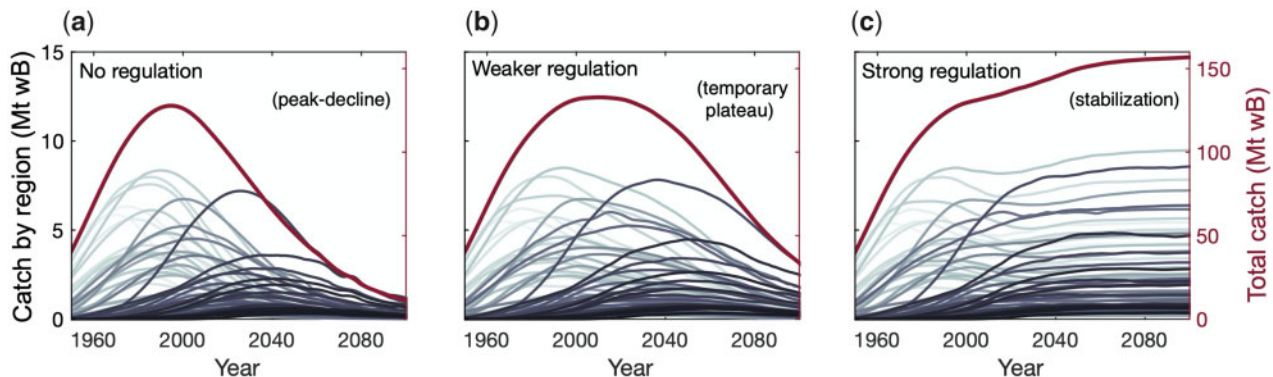 (a)
(b)
(c)
No regulation
(peak-decline)
Weaker regulation
(temporary
plateau)
Strong regulation
(stabilization)
Catch by region (Mt wB)
15
10
5
0
1960 2000 2040 2080
Year
1960 2000 2040 2080
Year
1960 2000 2040 2080
Year
150
100
50
0
Total catch (Mt wB)